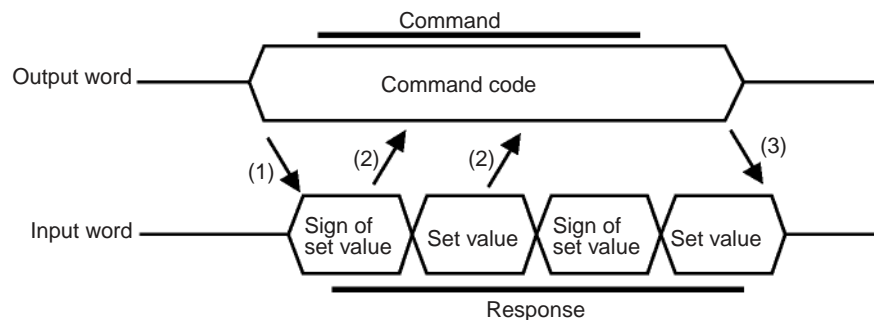 Command
Output word
Command code
(1)
(2)
(2)
(3)
Input word
Sign of
set value
Set value
Sign of
set value
Set value
Response